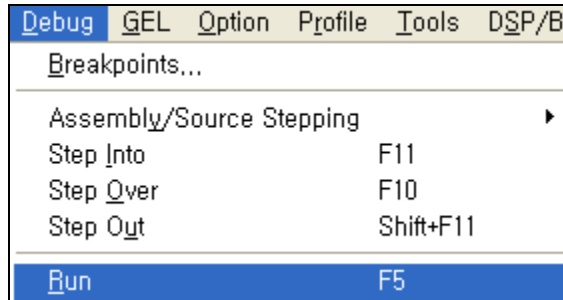 Debug GEL Option Profile Tools DSP/B
Breakpoints...
Assembly/Source Stepping
Step Into F11
Step Over F10
Step Out Shift+F11
Run F5